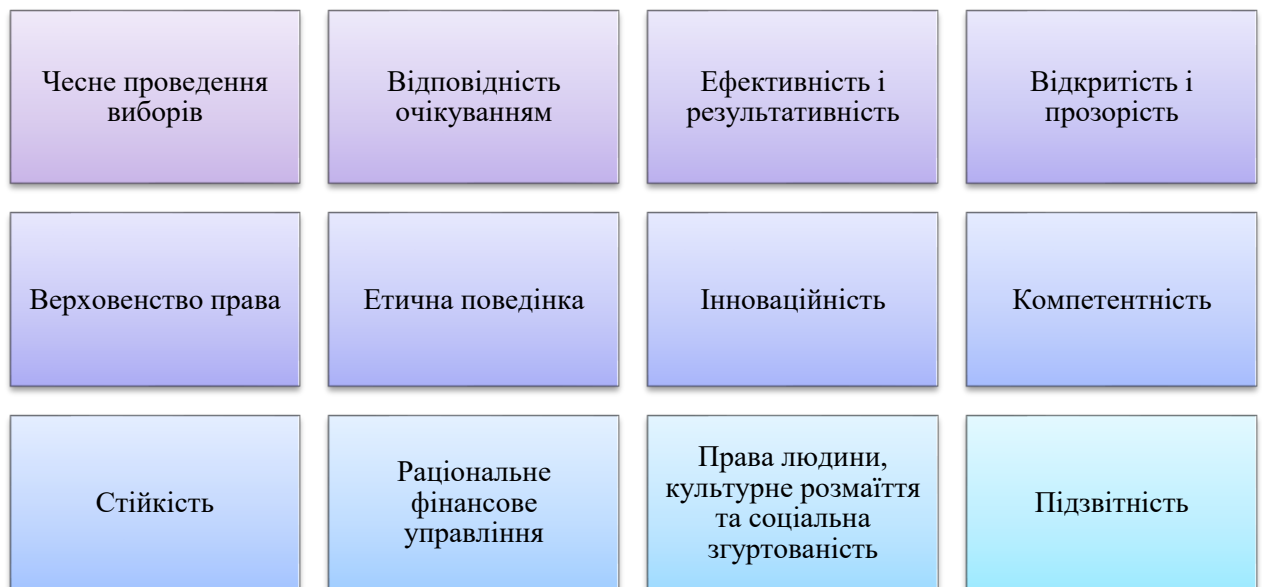 Чесне проведення
виборів
Відповідність
очікуванням
Ефективність і
результативність
Відкритість і
прозорість
Верховенство права
Етична поведінка
Інноваційність
Компетентність
Стійкість
Раціональне
фінансове
управління
Права людини,
культурне розмаїття
та соціальна
згуртованість
Підзвітність